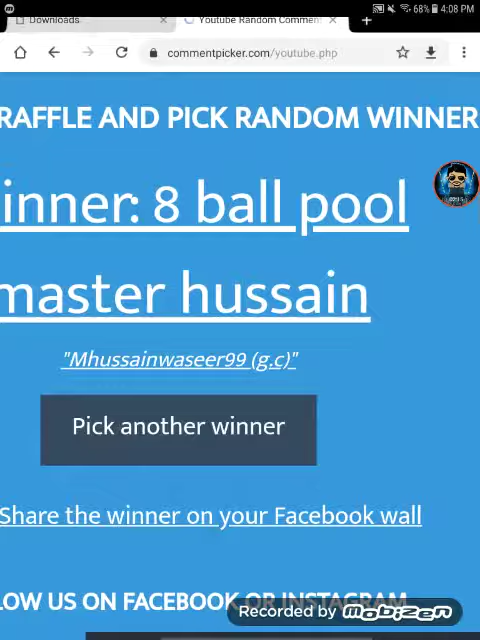 68% 4:08 PM
Downloads
Youtube Random Commen
commentpicker.com/youtube.php
RAFFLE AND PICK RANDOM WINNER
inner: 8 ball pool
master hussain
"Mhussainwaseer99 (g.c)"
Pick another winner
Share the winner on your Facebook wall
LOW US ON FACEBOOK OR INSTAGRAM
Recorded by mobizen